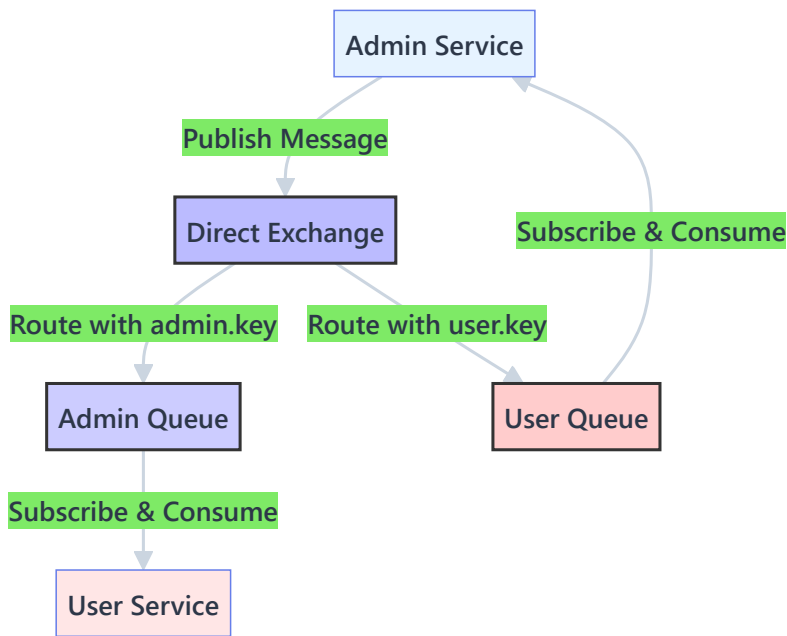 Admin Service
Publish Message
Direct Exchange
Subscribe & Consume
Route with admin.key
Route with user.key
Admin Queue
User Queue
Subscribe & Consume
User Service